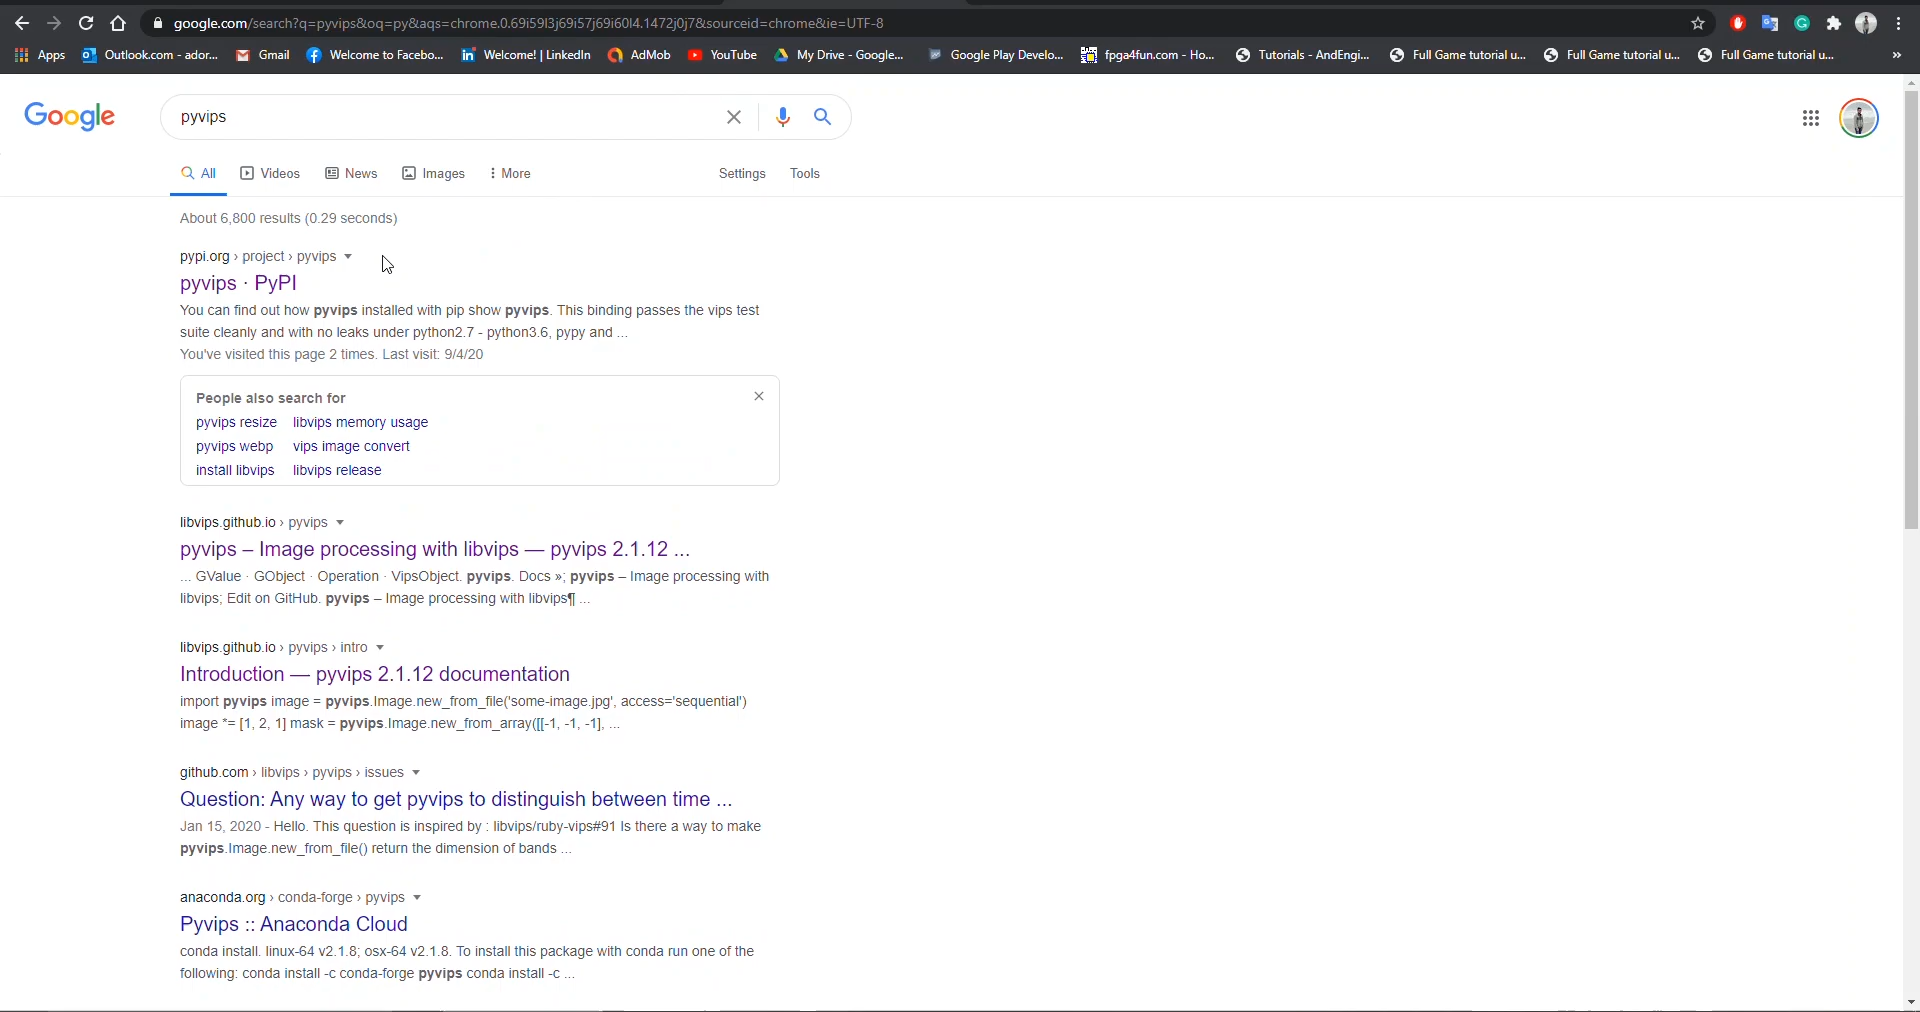 google.com/search?q=pyvips&oq=py&aqs=chrome.0.69i59l3j69i57j69i60l4.1472j0j7&sourceid=chrome&ie=UTF-8
Apps Outlook.com - ador... Gmail Welcome to Facebo... Welcome! | LinkedIn AdMob YouTube My Drive - Google... Google Play Develo... fpga4fun.com - Ho... Tutorials - AndEngi... Full Game tutorial u... Full Game tutorial u... Full Game tutorial u... »
Google pyvips
All Videos News Images More Settings Tools
About 6,800 results (0.29 seconds)
pypi.org › project › pyvips
pyvips · PyPI
You can find out how pyvips installed with pip show pyvips. This binding passes the vips test
suite cleanly and with no leaks under python2.7 - python3.6, pypy and ...
You've visited this page 2 times. Last visit: 9/4/20
People also search for
pyvips resize libvips memory usage
pyvips webp vips image convert
install libvips libvips release
libvips.github.io › pyvips
pyvips – Image processing with libvips — pyvips 2.1.12 ...
... GValue · GObject · Operation · VipsObject. pyvips. Docs »; pyvips – Image processing with
libvips; Edit on GitHub. pyvips – Image processing with libvips¶ ...
libvips.github.io › pyvips › intro
Introduction — pyvips 2.1.12 documentation
import pyvips image = pyvips.Image.new_from_file('some-image.jpg', access='sequential')
image *= [1, 2, 1] mask = pyvips.Image.new_from_array([[-1, -1, -1], ...
github.com › libvips › pyvips › issues
Question: Any way to get pyvips to distinguish between time ...
Jan 15, 2020 - Hello. This question is inspired by : libvips/ruby-vips#91 Is there a way to make
pyvips.Image.new_from_file() return the dimension of bands ...
anaconda.org › conda-forge › pyvips
Pyvips :: Anaconda Cloud
conda install. linux-64 v2.1.8; osx-64 v2.1.8. To install this package with conda run one of the
following: conda install -c conda-forge pyvips conda install -c ...